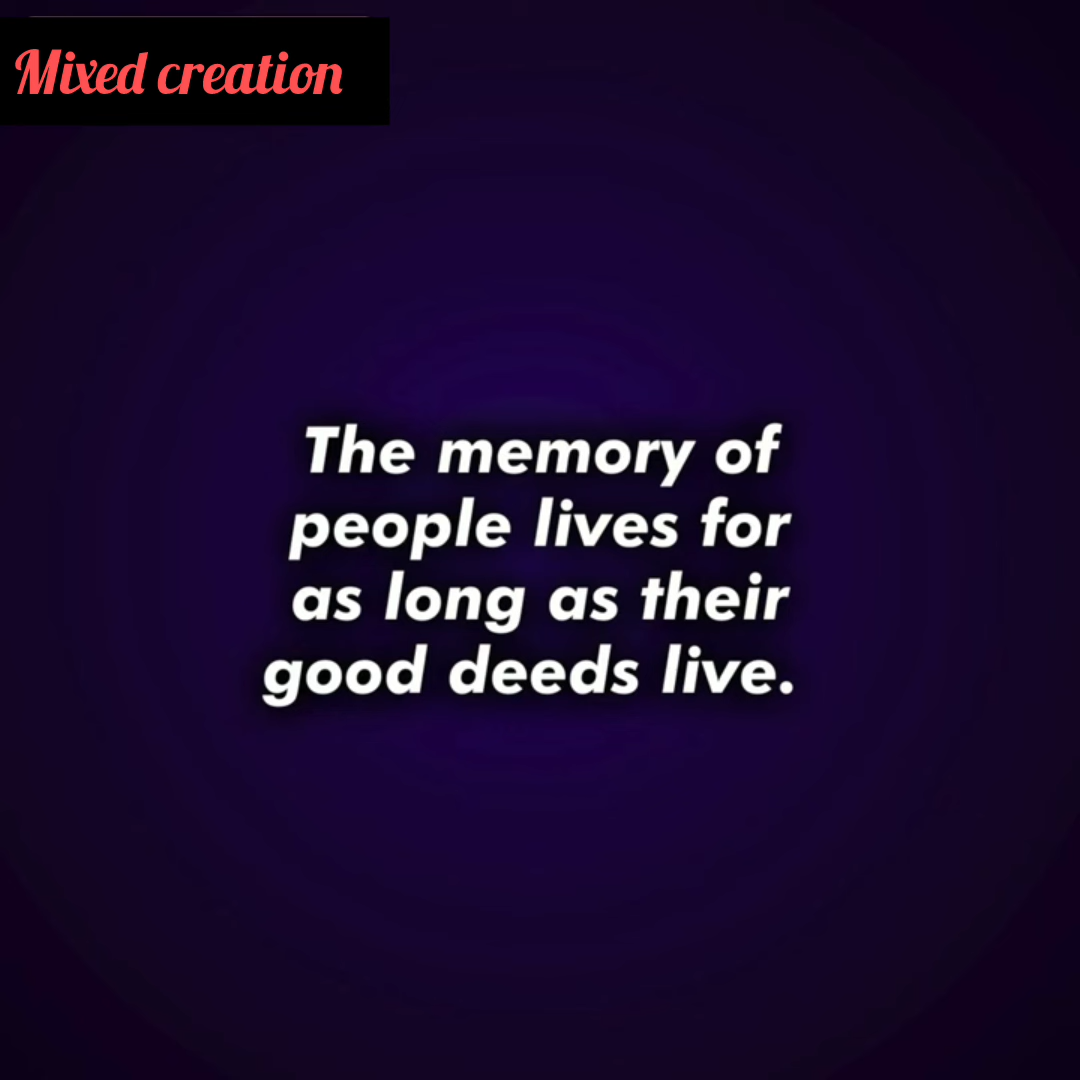 Mixed creation
The memory of
people lives for
as long as their
good deeds live.